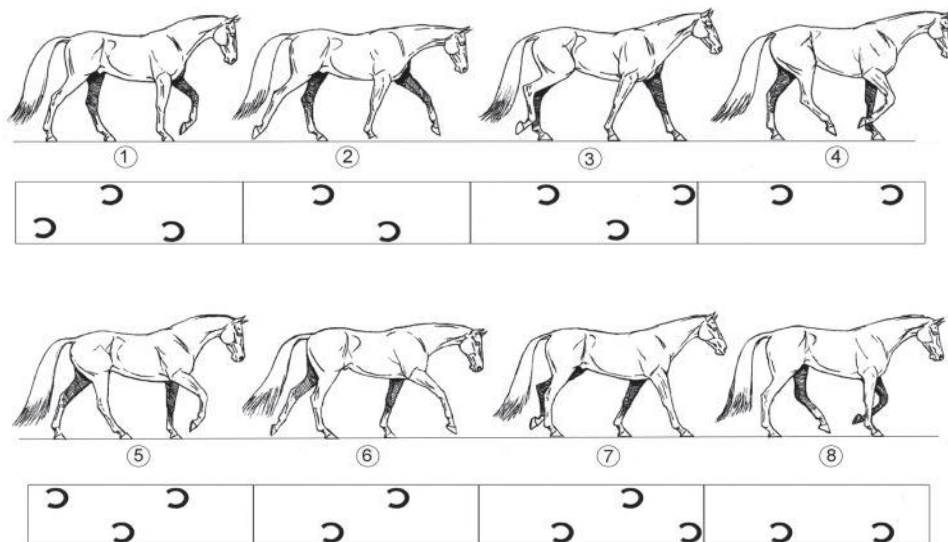 ① ② ③ ④
⑤ ⑥ ⑦ ⑧